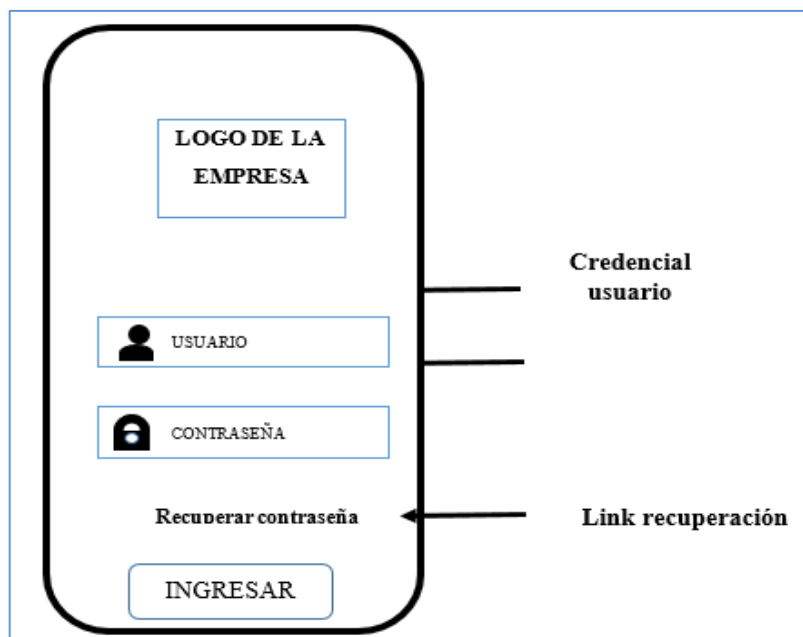 LOGO DE LA
EMPRESA
Credencial
usuario
USUARIO
CONTRASEÑA
Recuperar contraseña
Link recuperación
INGRESAR